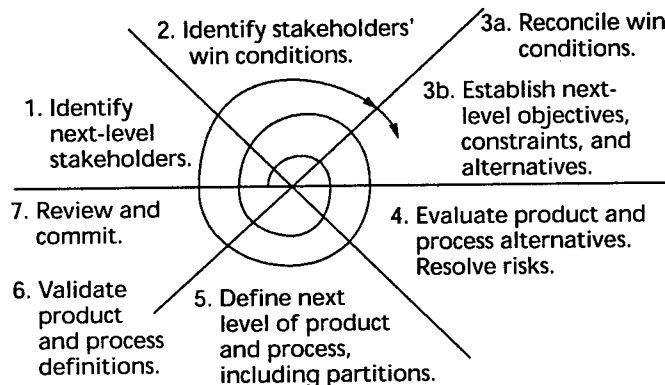 2. Identify stakeholders'
win conditions.
3a. Reconcile win
conditions.
3b. Establish next-
level objectives,
constraints, and
alternatives.
1. Identify
next-level
stakeholders.
7. Review and
commit.
4. Evaluate product and
process alternatives.
Resolve risks.
6. Validate
product
and process
definitions.
5. Define next
level of product
and process,
including partitions.